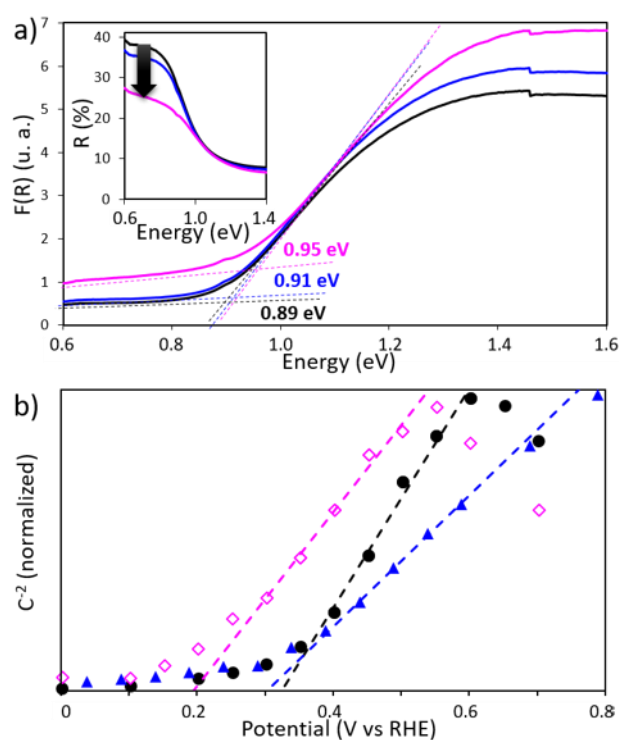 a)
7
6
5
4
3
2
1
0
F(R) (u. a.)
40
30
20
10
0
R (%)
0.6 1.0 1.4
Energy (eV)
0.95 eV
0.91 eV
0.89 eV
0.6 0.8 1.0 1.2 1.4 1.6
Energy (eV)
b)
C-2 (normalized)
0 0.2 0.4 0.6 0.8
Potential (V vs RHE)